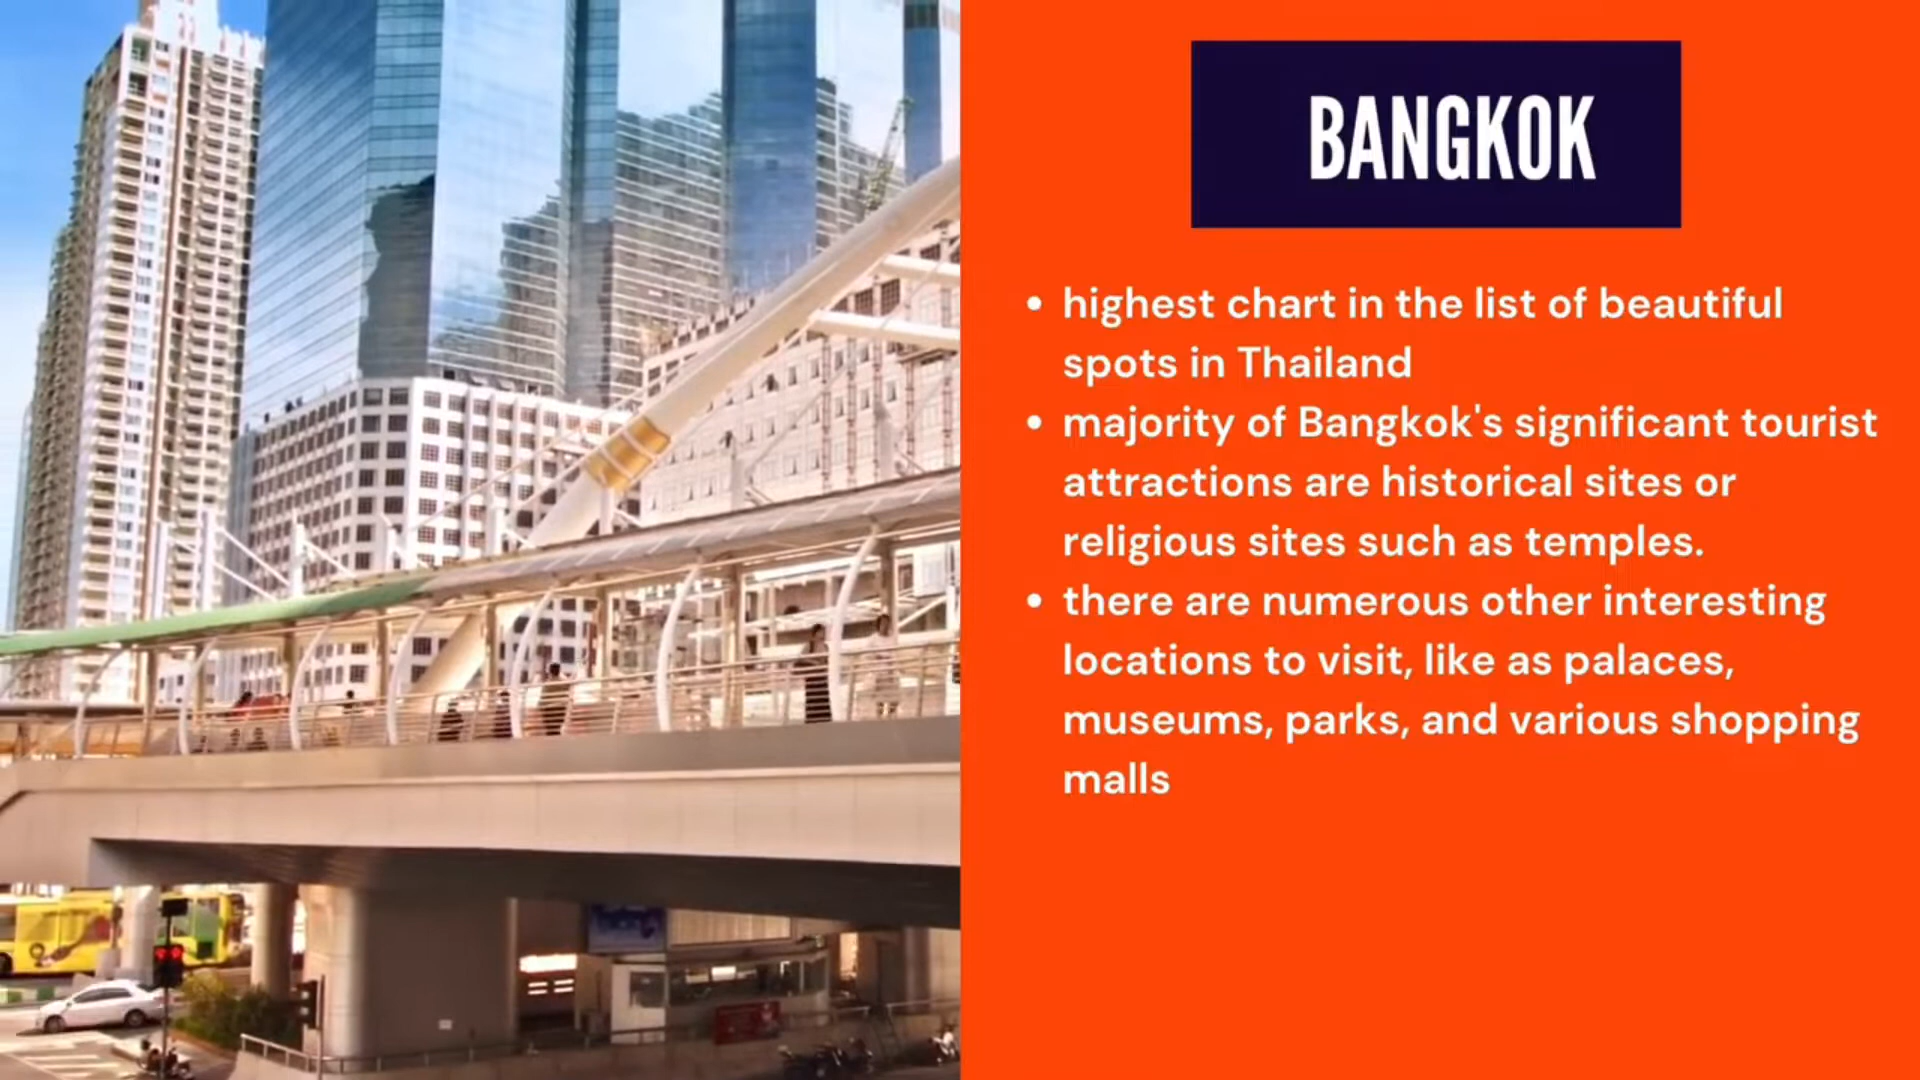 BANGKOK
• highest chart in the list of beautiful
spots in Thailand
• majority of Bangkok's significant tourist
attractions are historical sites or
religious sites such as temples.
• there are numerous other interesting
locations to visit, like as palaces,
museums, parks, and various shopping
malls